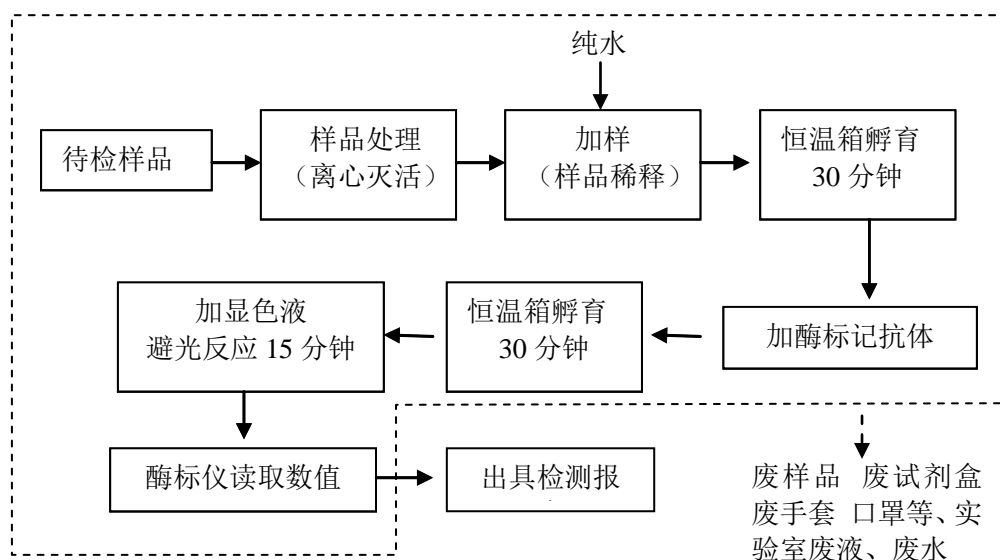 纯水
待检样品
样品处理
（离心灭活）
加样
（样品稀释）
恒温箱孵育
30 分钟
加酶标记抗体
恒温箱孵育
30 分钟
加显色液
避光反应 15 分钟
酶标仪读取数值
出具检测报
废样品 废试剂盒
废手套 口罩等、实
验室废液、废水